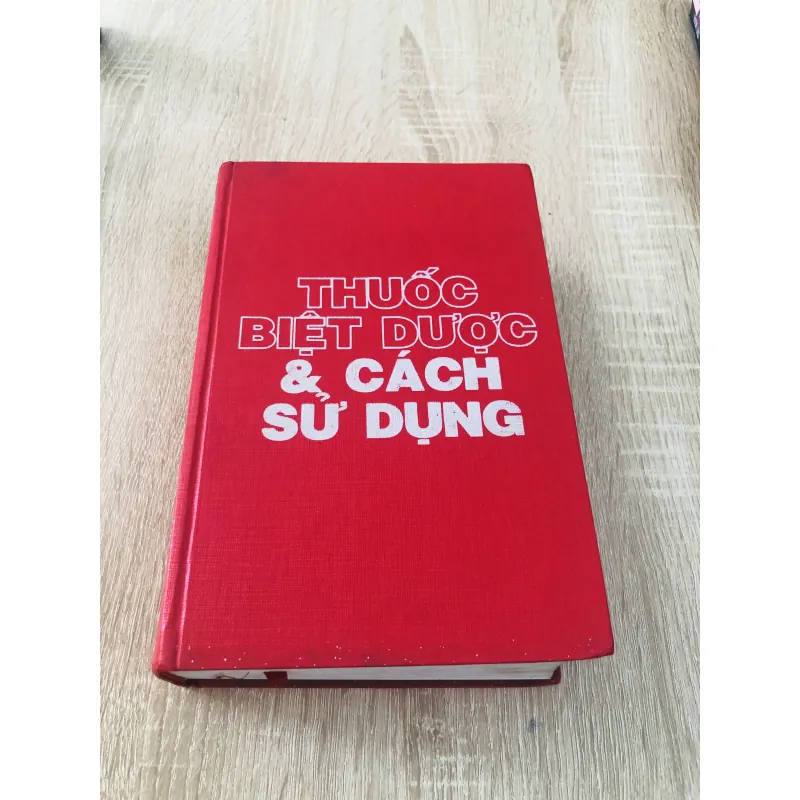 THUỐC
BIỆT DƯỢC
& CÁCH
SỬ DỤNG